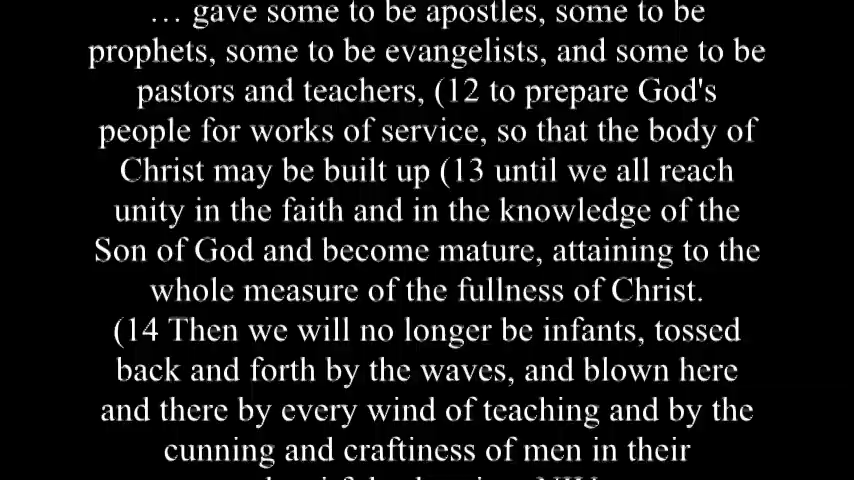 … gave some to be apostles, some to be
prophets, some to be evangelists, and some to be
pastors and teachers, (12 to prepare God's
people for works of service, so that the body of
Christ may be built up (13 until we all reach
unity in the faith and in the knowledge of the
Son of God and become mature, attaining to the
whole measure of the fullness of Christ.
(14 Then we will no longer be infants, tossed
back and forth by the waves, and blown here
and there by every wind of teaching and by the
cunning and craftiness of men in their